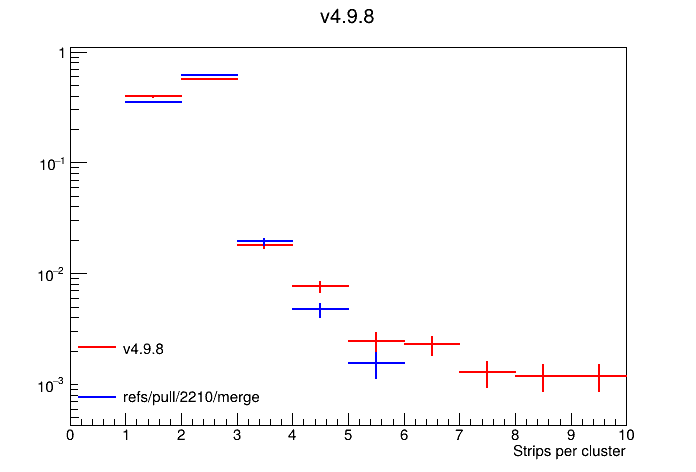 v4.9.8
1
10⁻¹
10⁻²
10⁻³
v4.9.8
refs/pull/2210/merge
0 1 2 3 4 5 6 7 8 9 10
Strips per cluster